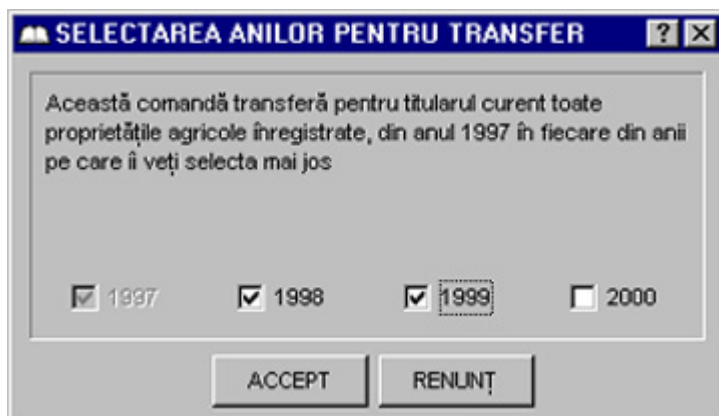 SELECTAREA ANILOR PENTRU TRANSFER
Această comandă transferă pentru titularul curent toate
proprietățile agricole înregistrate, din anul 1997 în fiecare din anii
pe care îi veți selecta mai jos
1997 1998 1999 2000
ACCEPT RENUNȚ